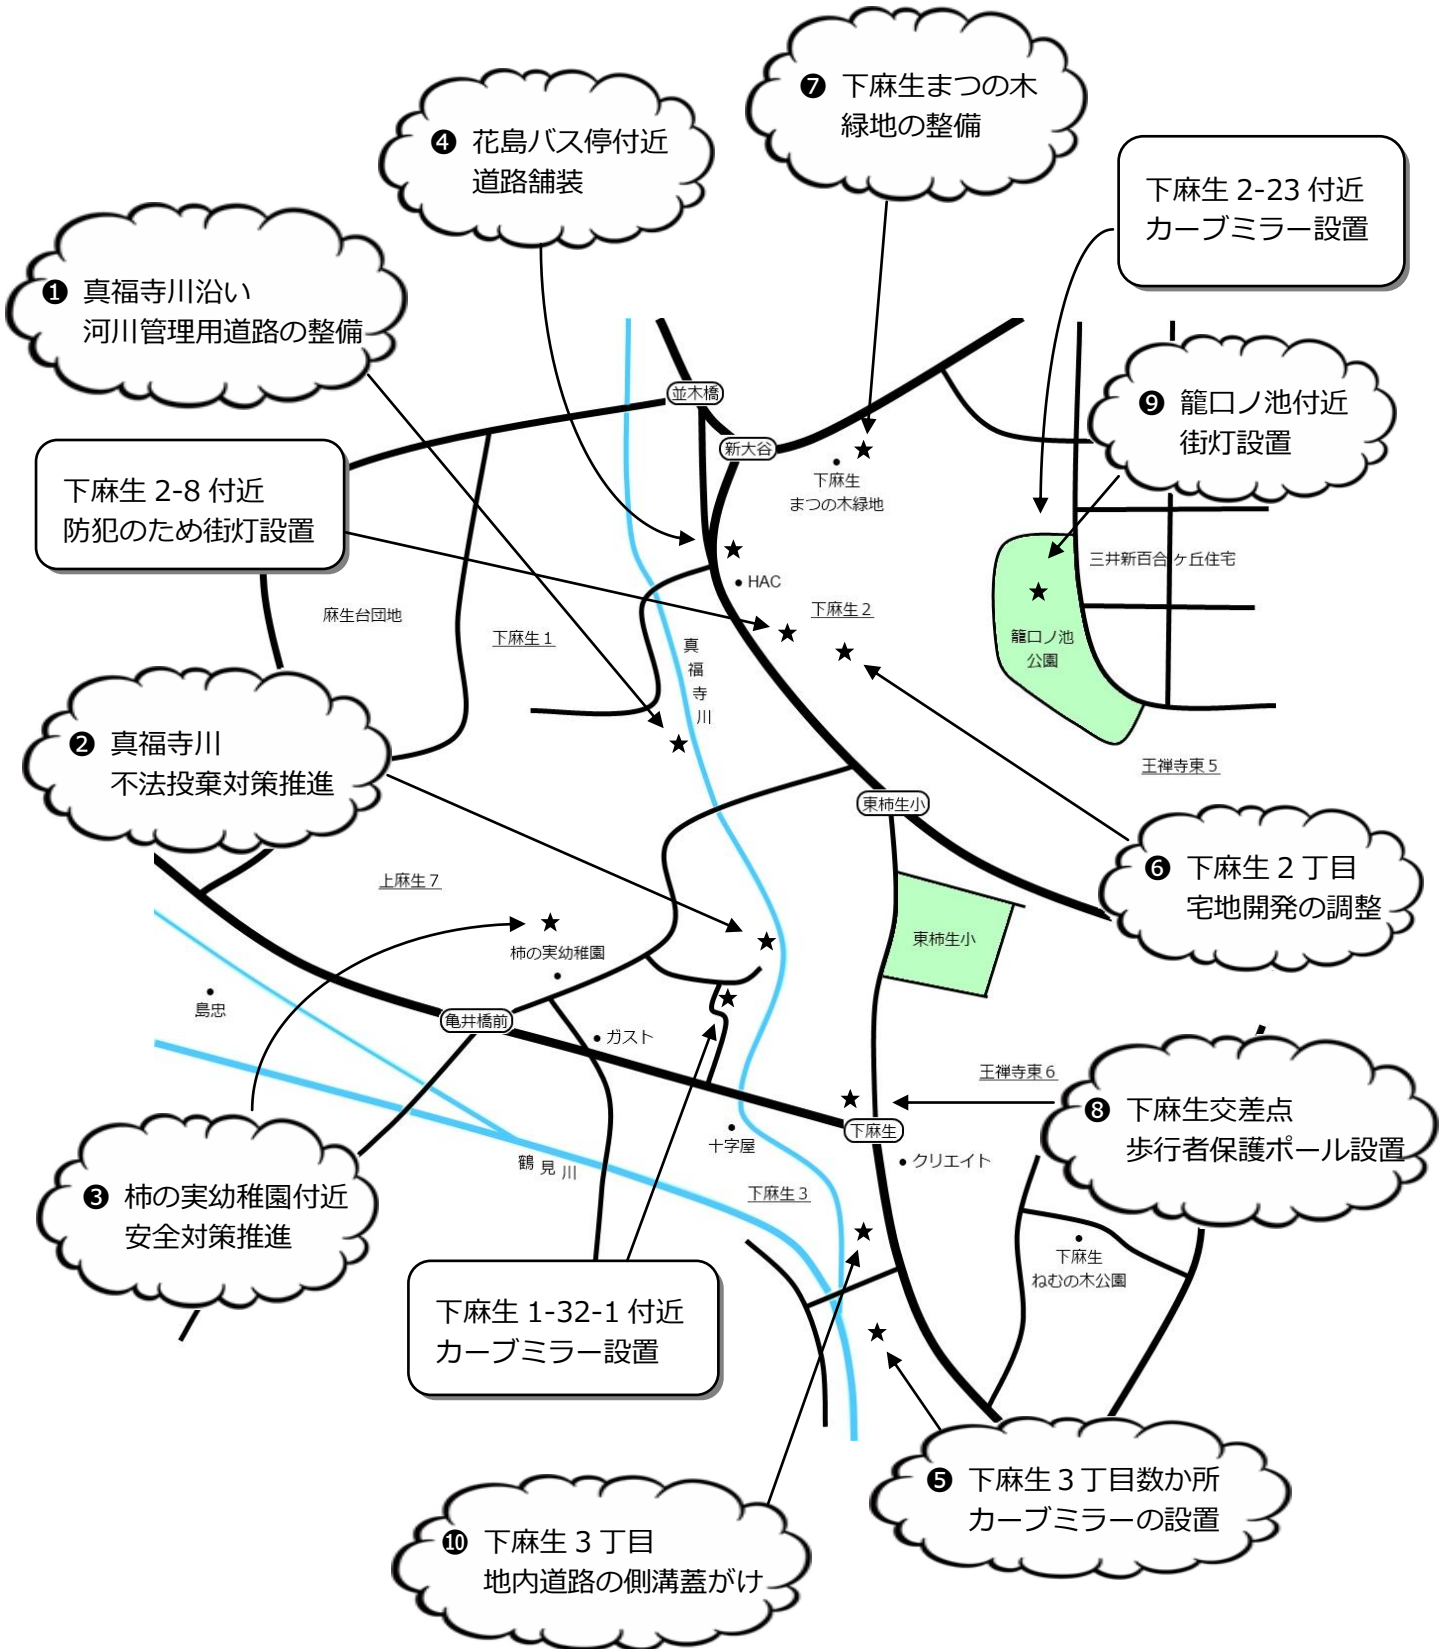 ❼ 下麻生まつの木
緑地の整備
❹ 花島バス停付近
道路舗装
下麻生 2-23 付近
カーブミラー設置
❶ 真福寺川沿い
河川管理用道路の整備
並木橋
新大谷
❾ 籠口ノ池付近
街灯設置
下麻生 2-8 付近
防犯のため街灯設置
下麻生
まつの木緑地
三井新百合ヶ丘住宅
HAC
麻生台団地
下麻生1
下麻生2
真福寺川
籠口ノ池
公園
❷ 真福寺川
不法投棄対策推進
王禅寺東5
東柿生小
❻ 下麻生2丁目
宅地開発の調整
上麻生7
柿の実幼稚園
東柿生小
島忠
亀井橋前
ガスト
王禅寺東6
❽ 下麻生交差点
歩行者保護ポール設置
下麻生
十字屋
クリエイト
鶴見川
下麻生3
❸ 柿の実幼稚園付近
安全対策推進
下麻生
ねむの木公園
下麻生 1-32-1 付近
カーブミラー設置
❺ 下麻生3丁目数か所
カーブミラーの設置
❿ 下麻生3丁目
地内道路の側溝蓋がけ